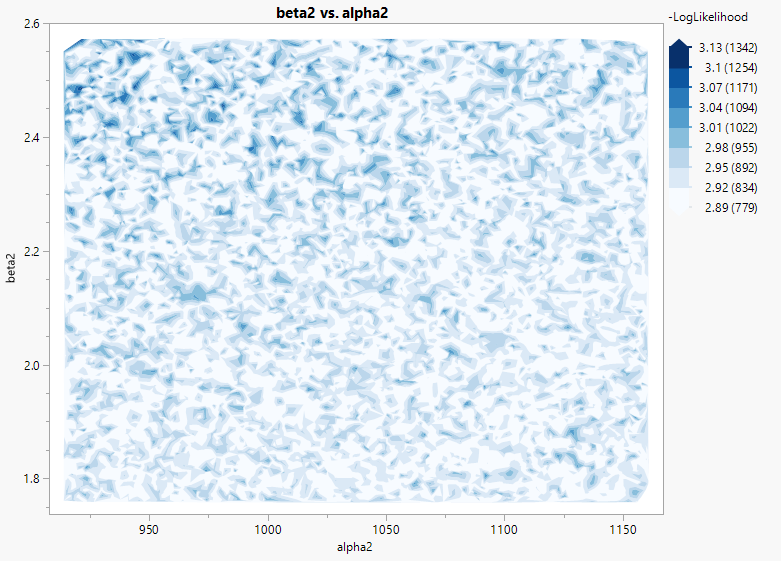 beta2 vs. alpha2
-LogLikelihood
3.13 (1342)
3.1 (1254)
3.07 (1171)
3.04 (1094)
3.01 (1022)
2.98 (955)
2.95 (892)
2.92 (834)
2.89 (779)
2.6
2.4
2.2
2.0
1.8
beta2
950 1000 1050 1100 1150
alpha2